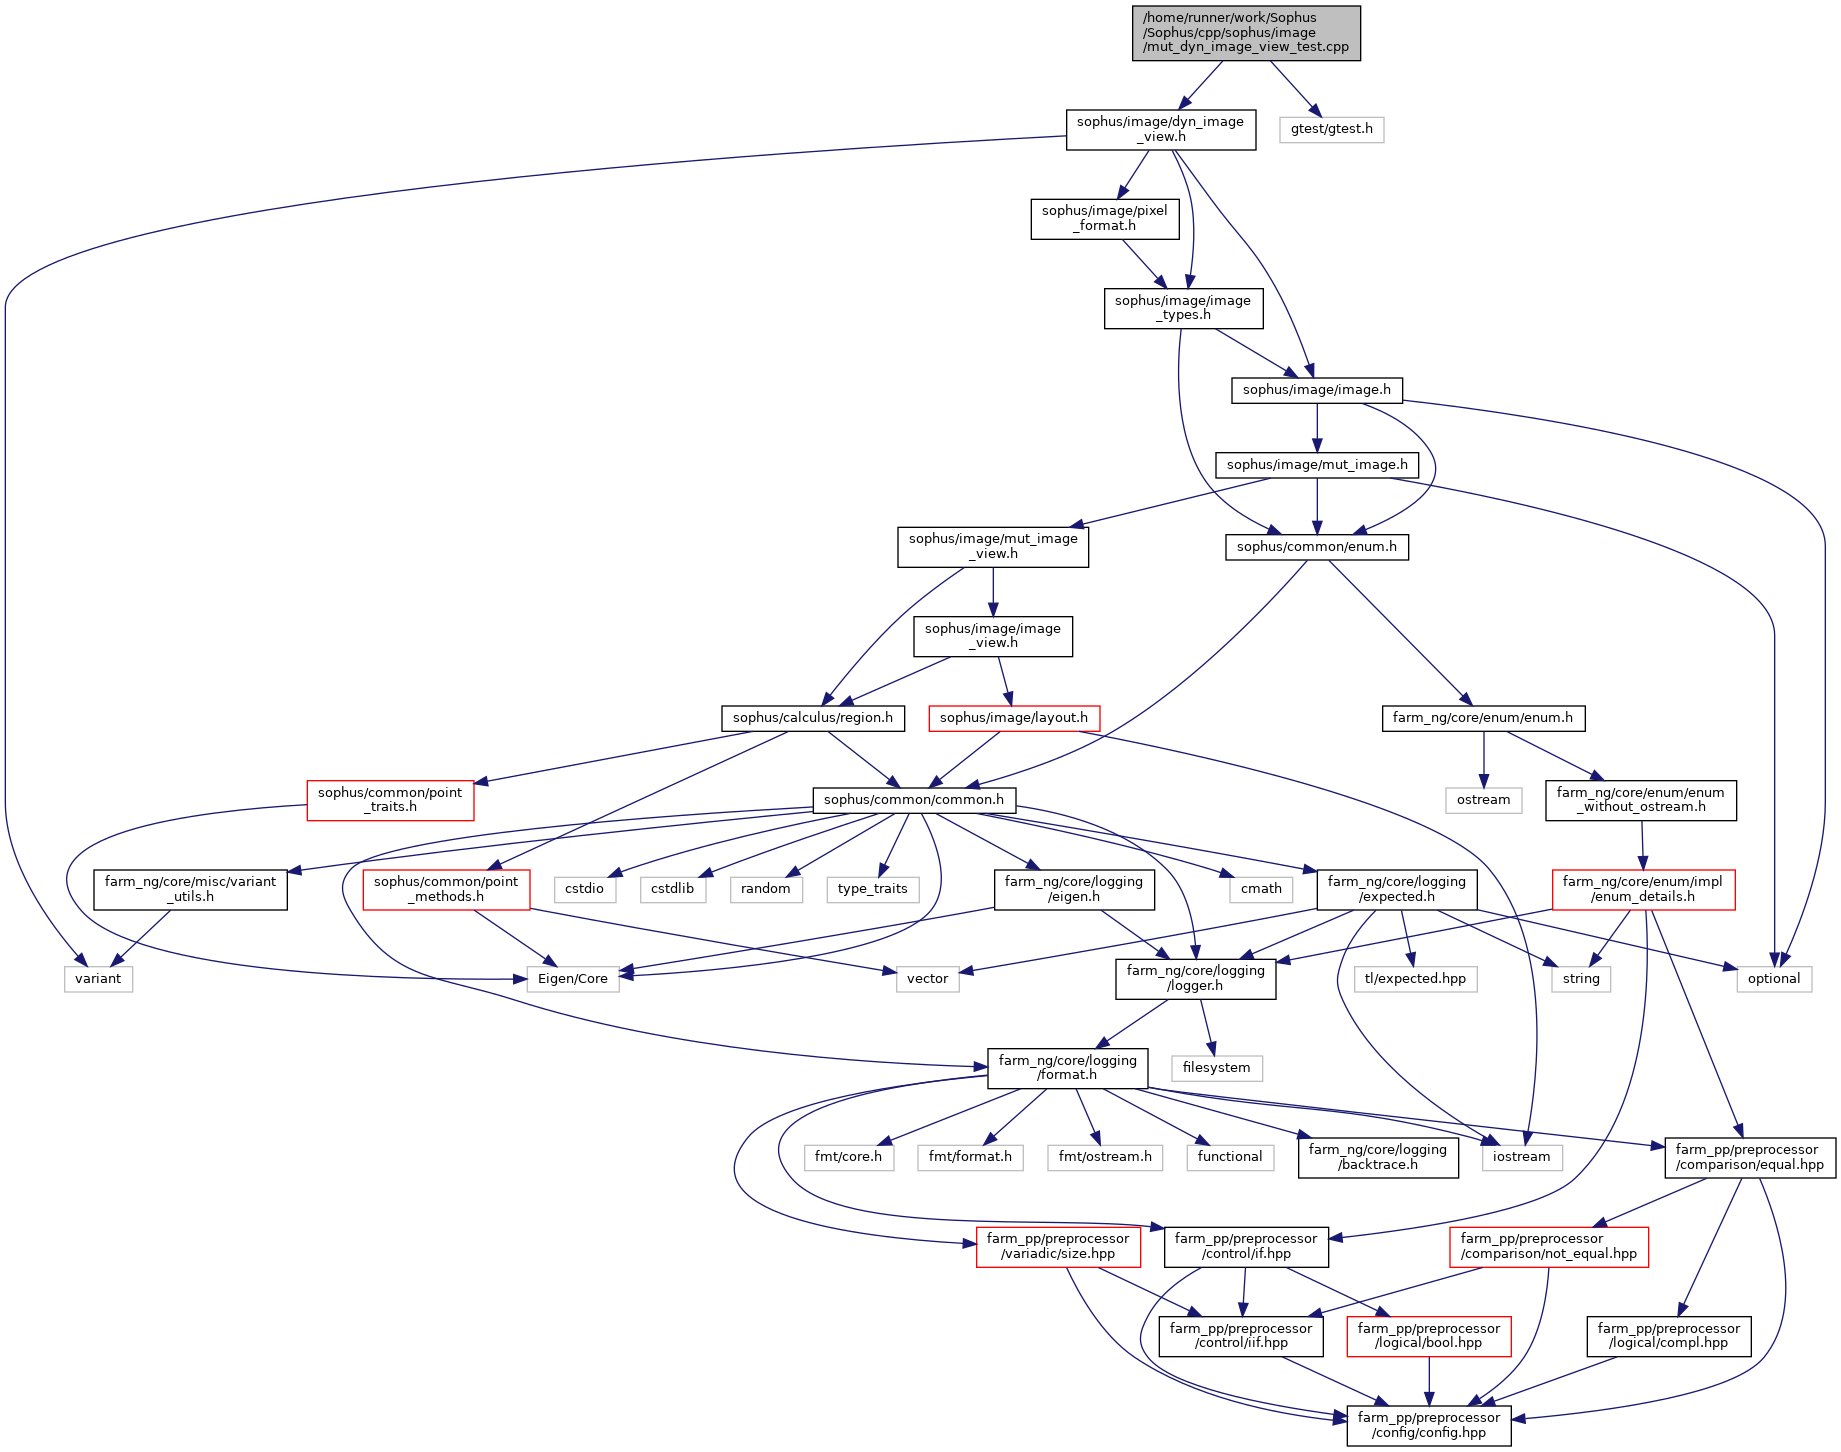 /home/runner/work/Sophus
/Sophus/cpp/sophus/image
/mut_dyn_image_view_test.cpp
sophus/image/dyn_image
_view.h
gtest/gtest.h
sophus/image/pixel
_format.h
sophus/image/image
_types.h
sophus/image/image.h
sophus/image/mut_image.h
sophus/image/mut_image
_view.h
sophus/common/enum.h
sophus/image/image
_view.h
sophus/calculus/region.h
sophus/image/layout.h
farm_ng/core/enum/enum.h
sophus/common/point
_traits.h
sophus/common/common.h
ostream
farm_ng/core/enum/enum
_without_ostream.h
farm_ng/core/misc/variant
_utils.h
sophus/common/point
_methods.h
cstdio
cstdlib
random
type_traits
farm_ng/core/logging
/eigen.h
cmath
farm_ng/core/logging
/expected.h
farm_ng/core/enum/impl
/enum_details.h
variant
Eigen/Core
vector
farm_ng/core/logging
/logger.h
tl/expected.hpp
string
optional
farm_ng/core/logging
/format.h
filesystem
fmt/core.h
fmt/format.h
fmt/ostream.h
functional
farm_ng/core/logging
/backtrace.h
iostream
farm_pp/preprocessor
/comparison/equal.hpp
farm_pp/preprocessor
/variadic/size.hpp
farm_pp/preprocessor
/control/if.hpp
farm_pp/preprocessor
/comparison/not_equal.hpp
farm_pp/preprocessor
/control/iif.hpp
farm_pp/preprocessor
/logical/bool.hpp
farm_pp/preprocessor
/logical/compl.hpp
farm_pp/preprocessor
/config/config.hpp